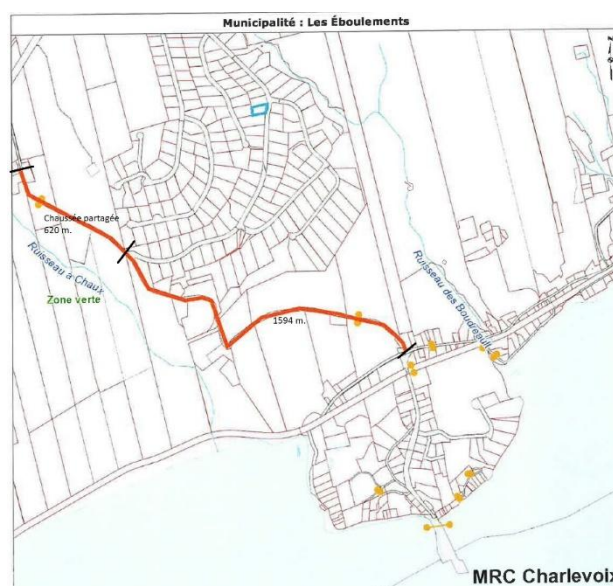 Municipalité : Les Éboulements
Chaussée partagée
620 m.
Ruisseau à Chaux
Zone verte
1594 m.
Ruisseau des Boudreault
MRC Charlevoix